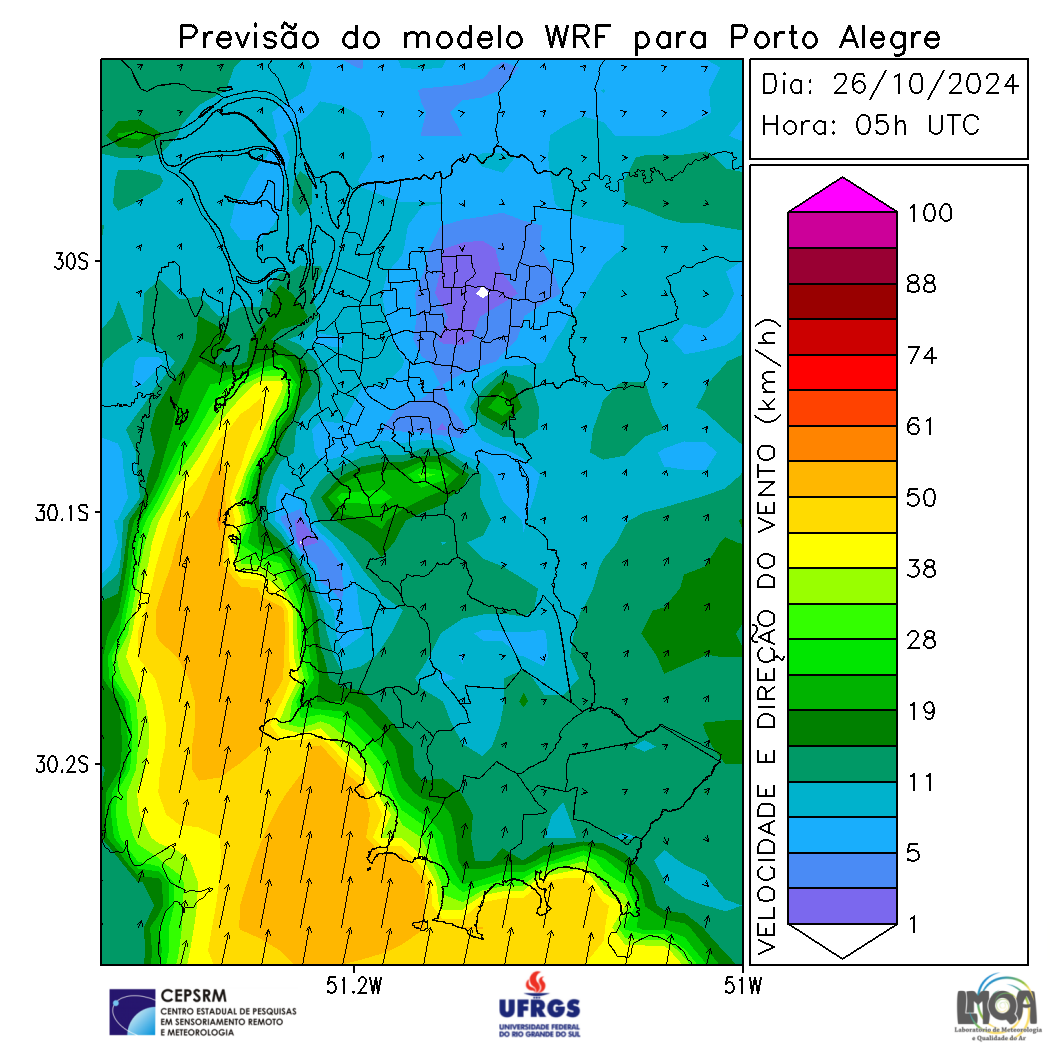 Previsão do modelo WRF para Porto Alegre
Dia: 26/10/2024
Hora: 05h UTC
30S
30.1S
30.2S
51.2W
51W
VELOCIDADE E DIREÇÃO DO VENTO (km/h)
100
88
74
61
50
38
28
19
11
5
1
CEPSRM
CENTRO ESTADUAL DE PESQUISAS
EM SENSORIAMENTO REMOTO
E METEOROLOGIA
UFRGS
UNIVERSIDADE FEDERAL
DO RIO GRANDE DO SUL
LMQA
Laboratório de Meteorologia
e Qualidade do Ar